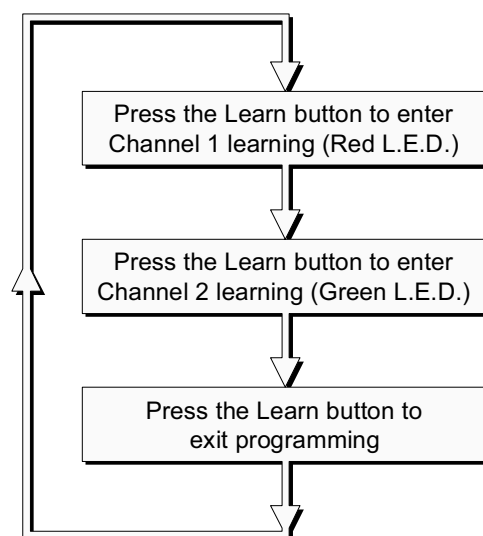 Press the Learn button to enter
Channel 1 learning (Red L.E.D.)
Press the Learn button to enter
Channel 2 learning (Green L.E.D.)
Press the Learn button to
exit programming